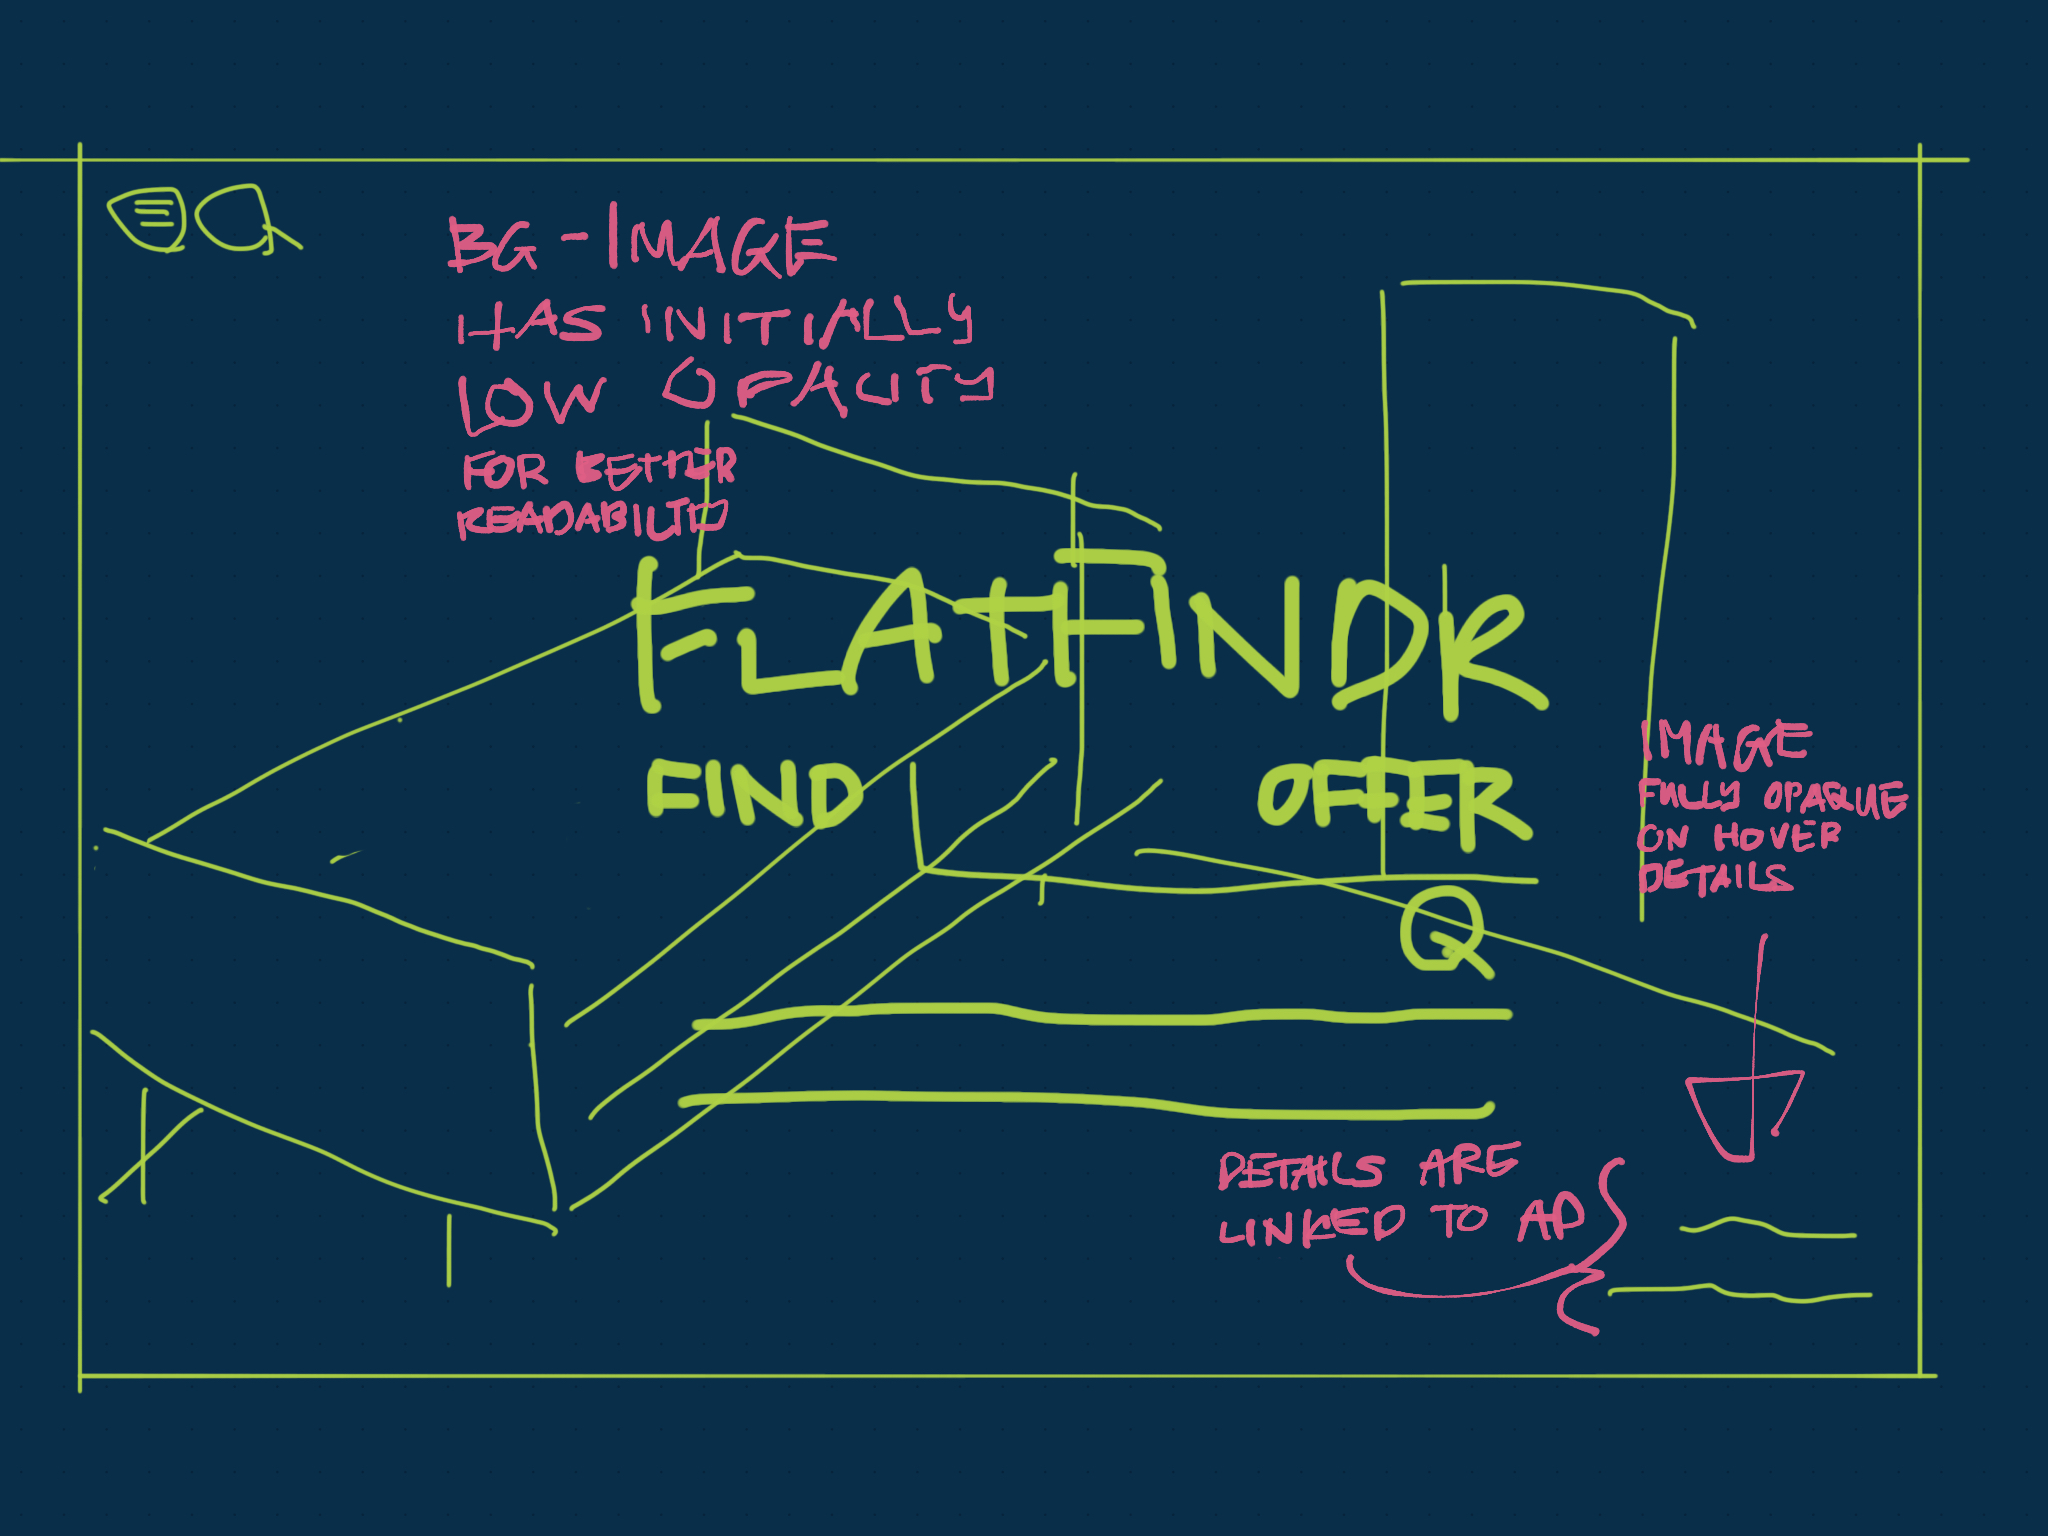 BG-IMAGE
HAS INITIALLY
LOW OPACITY
FOR BETTER
READABILITY
FLATFINDR
FIND OFFER
IMAGE
FULLY OPAQUE
ON HOVER
DETAILS
DETAILS ARE
LINKED TO AD